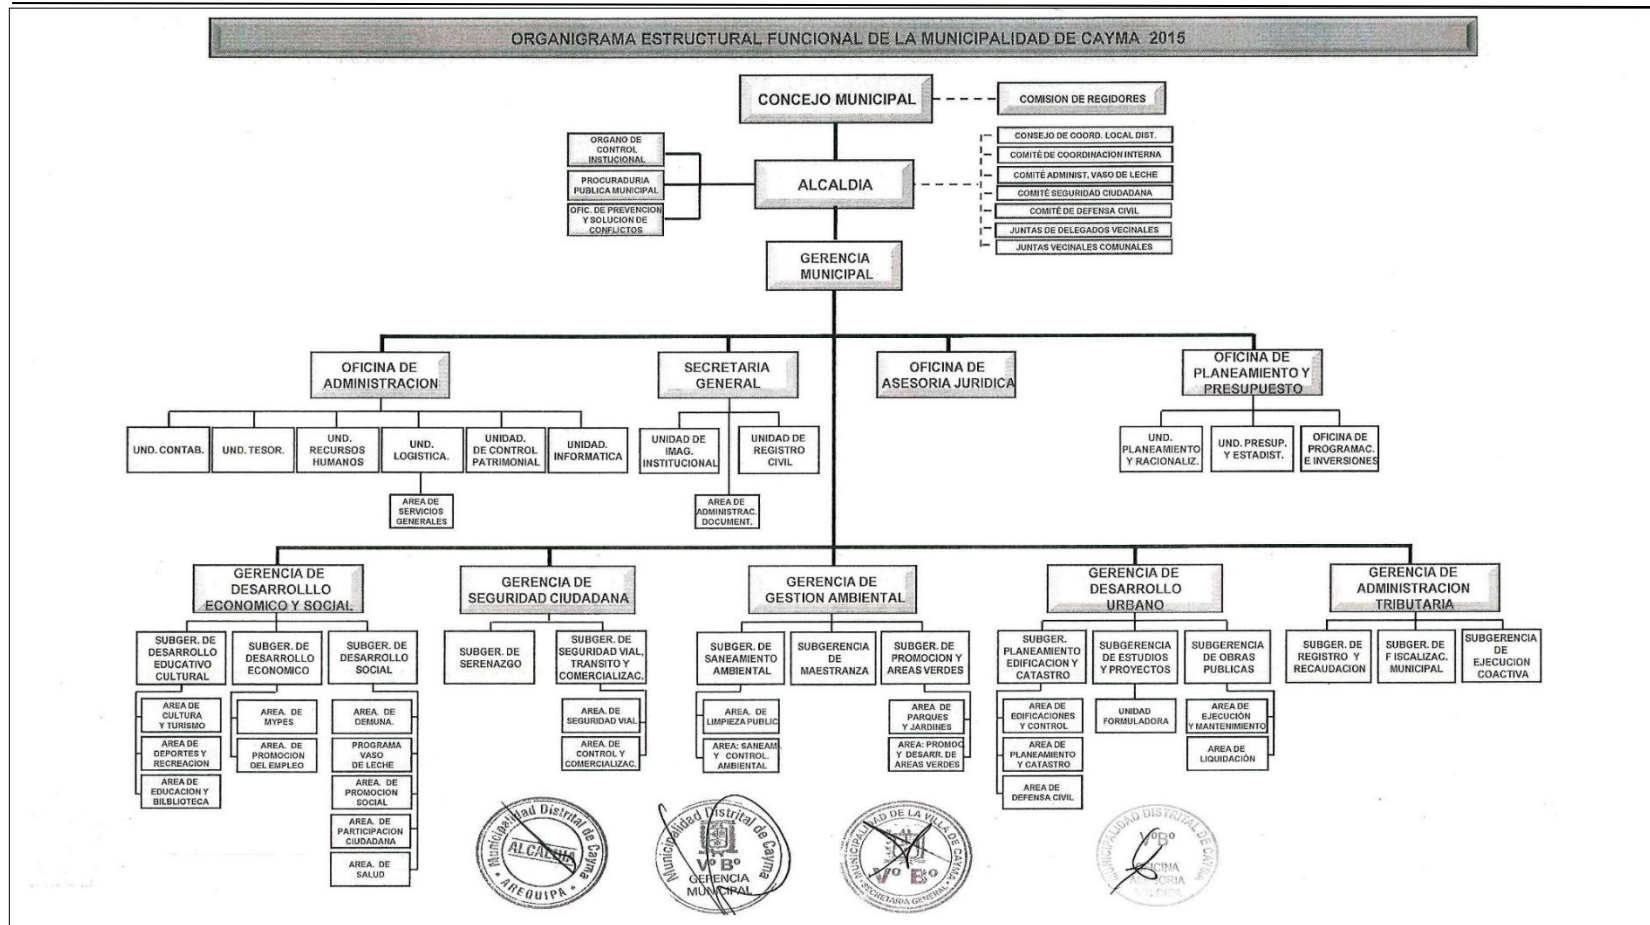 ORGANIGRAMA ESTRUCTURAL FUNCIONAL DE LA MUNICIPALIDAD DE CAYMA 2015
CONCEJO MUNICIPAL
COMISION DE REGIDORES
ORGANO DE
CONTROL
INSTUCIONAL
PROCURADURIA
PUBLICA MUNICIPAL
OFIC. DE PREVENCION
Y SOLUCION DE
CONFLICTOS
ALCALDIA
CONSEJO DE COORD. LOCAL DIST.
COMITÉ DE COORDINACION INTERNA
COMITÉ ADMINIST. VASO DE LECHE
COMITÉ SEGURIDAD CIUDADANA
COMITÉ DE DEFENSA CIVIL
JUNTAS DE DELEGADOS VECINALES
JUNTAS VECINALES COMUNALES
GERENCIA
MUNICIPAL
OFICINA DE
ADMINISTRACION
SECRETARIA
GENERAL
OFICINA DE
ASESORIA JURIDICA
OFICINA DE
PLANEAMIENTO Y
PRESUPUESTO
UND. CONTAB.
UND. TESOR.
UND.
RECURSOS
HUMANOS
UND.
LOGISTICA.
UNIDAD.
DE CONTROL
PATRIMONIAL
UNIDAD.
INFORMATICA
UNIDAD DE
IMAG.
INSTITUCIONAL
UNIDAD DE
REGISTRO
CIVIL
UND.
PLANEAMIENTO
Y RACIONALIZ.
UND. PRESUP.
Y ESTADIST.
OFICINA DE
PROGRAMAC.
E INVERSIONES
AREA DE
SERVICIOS
GENERALES
AREA DE
ADMINISTRAC.
DOCUMENT.
GERENCIA DE
DESARROLLLO
ECONOMICO Y SOCIAL
GERENCIA DE
SEGURIDAD CIUDADANA
GERENCIA DE
GESTION AMBIENTAL
GERENCIA DE
DESARROLLO
URBANO
GERENCIA DE
ADMINISTRACION
TRIBUTARIA
SUBGER. DE
DESARROLLO
EDUCATIVO
CULTURAL
SUBGER. DE
DESARROLLO
ECONOMICO
SUBGER. DE
DESARROLLO
SOCIAL
SUBGER. DE
SERENAZGO
SUBGER. DE
SEGURIDAD VIAL,
TRANSITO Y
COMERCIALIZAC.
SUBGER. DE
SANEAMIENTO
AMBIENTAL
SUBGERENCIA
DE
MAESTRANZA
SUBGER. DE
PROMOCION Y
AREAS VERDES
SUBGER.
PLANEAMIENTO
EDIFICACION Y
CATASTRO
SUBGERENCIA
DE ESTUDIOS
Y PROYECTOS
SUBGERENCIA
DE OBRAS
PUBLICAS
SUBGER. DE
REGISTRO Y
RECAUDACION
SUBGER. DE
F ISCALIZAC.
MUNICIPAL
SUBGERENCIA
DE
EJECUCION
COACTIVA
AREA DE
CULTURA
Y TURISMO
AREA DE
DEPORTES Y
RECREACION
AREA DE
EDUCACION Y
BILBLIOTECA
AREA. DE
MYPES
AREA. DE
PROMOCION
DEL EMPLEO
AREA. DE
DEMUNA.
PROGRAMA
VASO
DE LECHE
AREA. DE
PROMOCION
SOCIAL
AREA. DE
PARTICIPACION
CIUDADANA
AREA. DE
SALUD
AREA. DE
SEGURIDAD VIAL
AREA. DE
CONTROL Y
COMERCIALIZAC.
AREA. DE
LIMPIEZA PUBLIC
AREA: SANEAM.
Y CONTROL.
AMBIENTAL
AREA DE
PARQUES
Y JARDINES
AREA: PROMOC
Y DESARR. DE
AREAS VERDES
AREA DE
EDIFICACIONES
Y CONTROL
AREA DE
PLANEAMIENTO
Y CATASTRO
AREA DE
DEFENSA CIVIL
UNIDAD
FORMULADORA
AREA DE
EJECUCIÓN
Y MANTENIMIENTO
AREA DE
LIQUIDACIÓN
Municipalidad Distrital de Cayma
ALCALDIA
AREQUIPA
Municipalidad Distrital de Cayma
VºBº
GERENCIA
MUNICIPAL
MUNICIPALIDAD DE LA VILLA DE CAYMA
Vº Bº
SECRETARIA GENERAL
MUNICIPALIDAD DISTRITAL DE CAYMA
VºBº
OFICINA